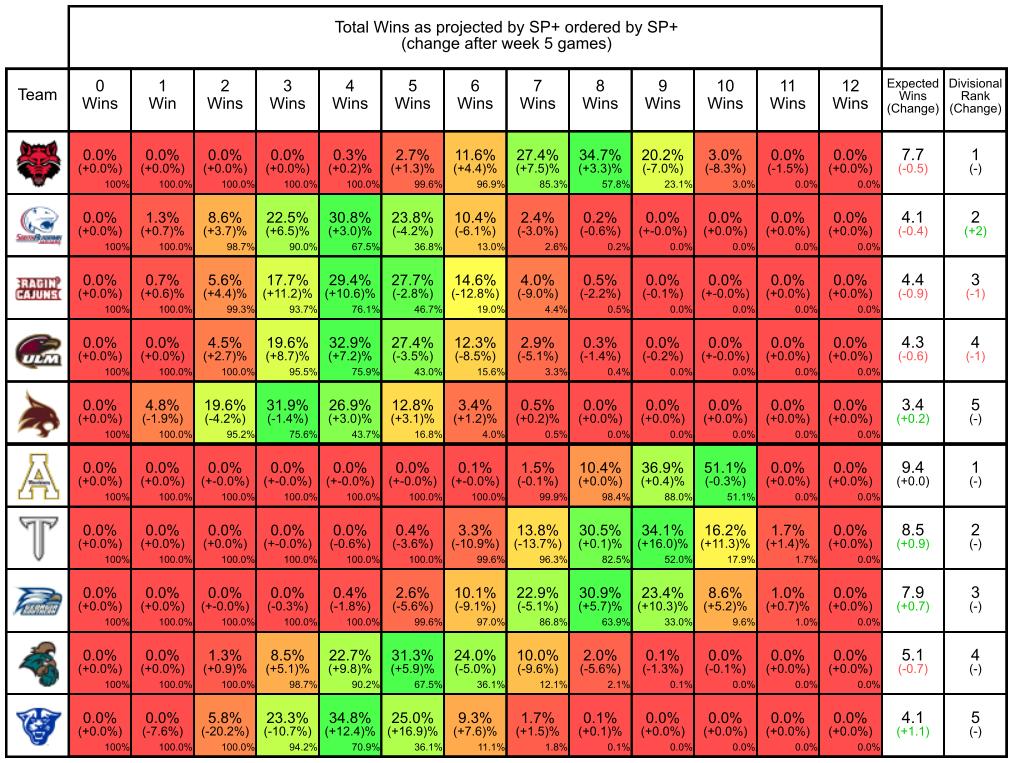 Total Wins as projected by SP+ ordered by SP+
(change after week 5 games)
Team 0 Wins 1 Win 2 Wins 3 Wins 4 Wins 5 Wins 6 Wins 7 Wins 8 Wins 9 Wins 10 Wins 11 Wins 12 Wins Expected Wins (Change) Divisional Rank (Change)
0.0% 0.0% 0.0% 0.0% 0.3% 2.7% 11.6% 27.4% 34.7% 20.2% 3.0% 0.0% 0.0% 7.7 1
(+0.0%) (+0.0%) (+0.0%) (+0.0%) (+0.2%) (+1.3%) (+4.4%) (+7.5%) (+3.3%) (-7.0%) (-8.3%) (-1.5%) (+0.0%) (-0.5) (-)
100% 100.0% 100.0% 100.0% 100.0% 99.6% 96.9% 85.3% 57.8% 23.1% 3.0% 0.0% 0.0%
SOUTH ALABAMA
0.0% 1.3% 8.6% 22.5% 30.8% 23.8% 10.4% 2.4% 0.2% 0.0% 0.0% 0.0% 0.0% 4.1 2
(+0.0%) (+0.7%) (+3.7%) (+6.5%) (+3.0%) (-4.2%) (-6.1%) (-3.0%) (-0.6%) (+-0.0%) (+0.0%) (+0.0%) (+0.0%) (-0.4) (+2)
100% 100.0% 98.7% 90.0% 67.5% 36.8% 13.0% 2.6% 0.2% 0.0% 0.0% 0.0% 0.0%
RAGIN'
CAJUNS
0.0% 0.7% 5.6% 17.7% 29.4% 27.7% 14.6% 4.0% 0.5% 0.0% 0.0% 0.0% 0.0% 4.4 3
(+0.0%) (+0.6%) (+4.4%) (+11.2)% (+10.6)% (-2.8%) (-12.8%) (-9.0%) (-2.2%) (-0.1%) (+-0.0%) (+0.0%) (+0.0%) (-0.9) (-1)
100% 100.0% 99.3% 93.7% 76.1% 46.7% 19.0% 4.4% 0.5% 0.0% 0.0% 0.0% 0.0%
ULM
0.0% 0.0% 4.5% 19.6% 32.9% 27.4% 12.3% 2.9% 0.3% 0.0% 0.0% 0.0% 0.0% 4.3 4
(+0.0%) (+0.0%) (+2.7%) (+8.7%) (+7.2%) (-3.5%) (-8.5%) (-5.1%) (-1.4%) (-0.2%) (+-0.0%) (+0.0%) (+0.0%) (-0.6) (-1)
100% 100.0% 100.0% 95.5% 75.9% 43.0% 15.6% 3.3% 0.4% 0.0% 0.0% 0.0% 0.0%
0.0% 4.8% 19.6% 31.9% 26.9% 12.8% 3.4% 0.5% 0.0% 0.0% 0.0% 0.0% 0.0% 3.4 5
(+0.0%) (-1.9%) (-4.2%) (-1.4%) (+3.0%) (+3.1%) (+1.2%) (+0.2%) (+0.0%) (+0.0%) (+0.0%) (+0.0%) (+0.0%) (+0.2) (-)
100% 100.0% 95.2% 75.6% 43.7% 16.8% 4.0% 0.5% 0.0% 0.0% 0.0% 0.0% 0.0%
A
0.0% 0.0% 0.0% 0.0% 0.0% 0.0% 0.1% 1.5% 10.4% 36.9% 51.1% 0.0% 0.0% 9.4 1
(+0.0%) (+-0.0%) (+-0.0%) (+-0.0%) (+-0.0%) (+-0.0%) (+-0.0%) (-0.1%) (+0.0%) (+0.4%) (-0.3%) (+0.0%) (+0.0%) (+0.0) (-)
100% 100.0% 100.0% 100.0% 100.0% 100.0% 100.0% 99.9% 98.4% 88.0% 51.1% 0.0% 0.0%
T
0.0% 0.0% 0.0% 0.0% 0.0% 0.4% 3.3% 13.8% 30.5% 34.1% 16.2% 1.7% 0.0% 8.5 2
(+0.0%) (+0.0%) (+0.0%) (+-0.0%) (-0.6%) (-3.6%) (-10.9%) (-13.7%) (+0.1%) (+16.0)% (+11.3)% (+1.4%) (+0.0%) (+0.9) (-)
100% 100.0% 100.0% 100.0% 100.0% 100.0% 99.6% 96.3% 82.5% 52.0% 17.9% 1.7% 0.0%
0.0% 0.0% 0.0% 0.0% 0.4% 2.6% 10.1% 22.9% 30.9% 23.4% 8.6% 1.0% 0.0% 7.9 3
(+0.0%) (+0.0%) (+-0.0%) (-0.3%) (-1.8%) (-5.6%) (-9.1%) (-5.1%) (+5.7)% (+10.3)% (+5.2)% (+0.7%) (+0.0%) (+0.7) (-)
100% 100.0% 100.0% 100.0% 100.0% 99.6% 97.0% 86.8% 63.9% 33.0% 9.6% 1.0% 0.0%
0.0% 0.0% 1.3% 8.5% 22.7% 31.3% 24.0% 10.0% 2.0% 0.1% 0.0% 0.0% 0.0% 5.1 4
(+0.0%) (+0.0%) (+0.9%) (+5.1%) (+9.8)% (+5.9)% (-5.0%) (-9.6%) (-5.6%) (-1.3%) (-0.1%) (+0.0%) (+0.0%) (-0.7) (-)
100% 100.0% 100.0% 98.7% 90.2% 67.5% 36.1% 12.1% 2.1% 0.1% 0.0% 0.0% 0.0%
0.0% 0.0% 5.8% 23.3% 34.8% 25.0% 9.3% 1.7% 0.1% 0.0% 0.0% 0.0% 0.0% 4.1 5
(+0.0%) (-7.6%) (-20.2%) (-10.7%) (+12.4)% (+16.9)% (+7.6%) (+1.5%) (+0.1%) (+0.0%) (+0.0%) (+0.0%) (+0.0%) (+1.1) (-)
100% 100.0% 100.0% 94.2% 70.9% 36.1% 11.1% 1.8% 0.1% 0.0% 0.0% 0.0% 0.0%